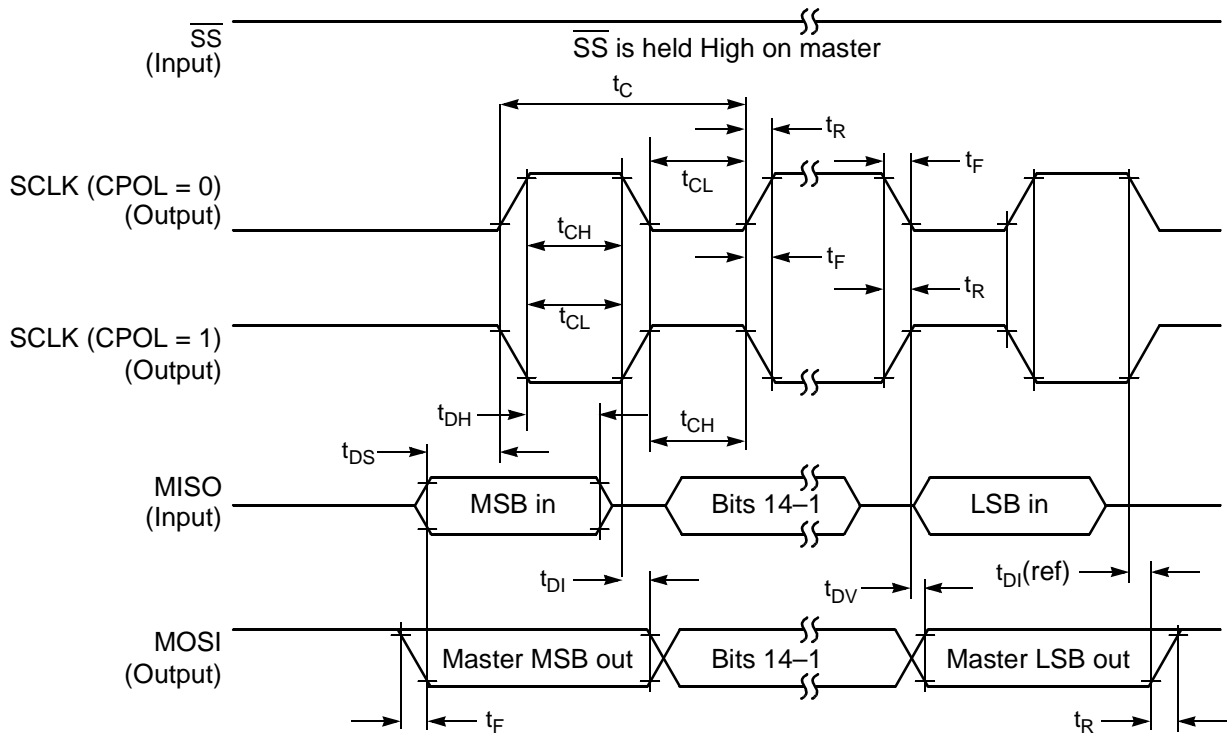 SS
(Input)
SS is held High on master
tC
tR
tF
SCLK (CPOL = 0)
(Output)
tCL
tCH
tF
tR
tCL
SCLK (CPOL = 1)
(Output)
tDH
tCH
tDS
MISO
(Input)
MSB in
Bits 14–1
LSB in
tDI
tDV
tDI(ref)
MOSI
(Output)
Master MSB out
Bits 14–1
Master LSB out
tF
tR